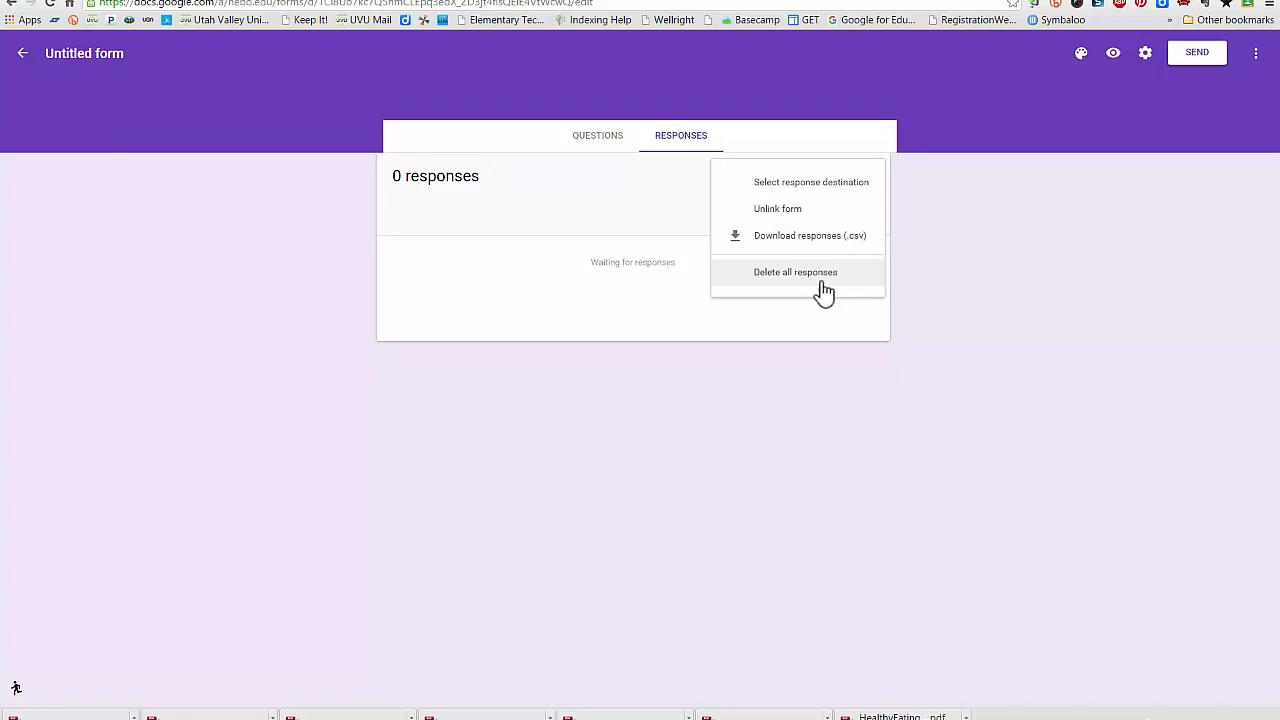 Apps Utah Valley Uni... Keep It! UVU Mail Elementary Tec... Indexing Help Wellright Basecamp GET Google for Edu... RegistrationWe... Symbaloo » Other bookmarks
Untitled form
SEND
QUESTIONS RESPONSES
0 responses
Select response destination
Unlink form
Download responses (.csv)
Waiting for responses
Delete all responses
HealthyEating....pdf